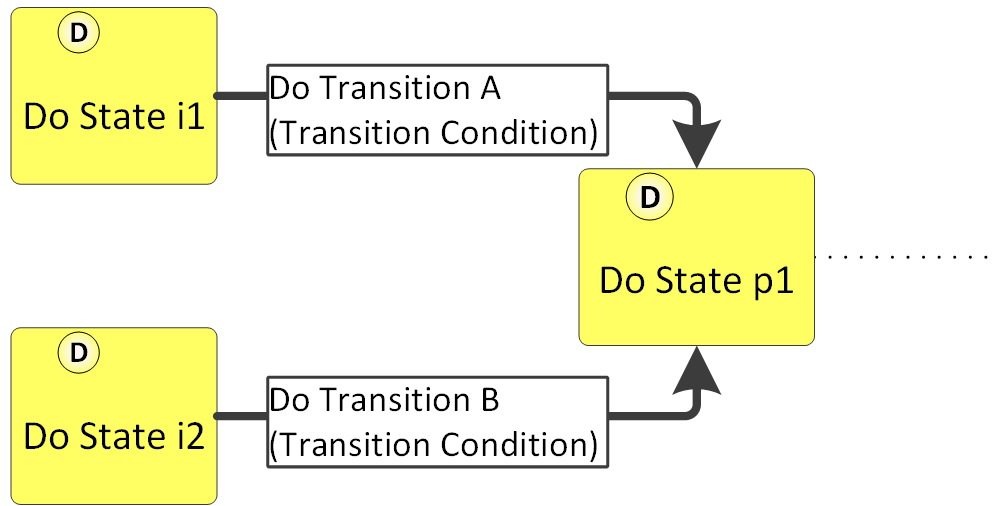 D
Do State i1
Do Transition A
(Transition Condition)
D
Do State p1
D
Do State i2
Do Transition B
(Transition Condition)